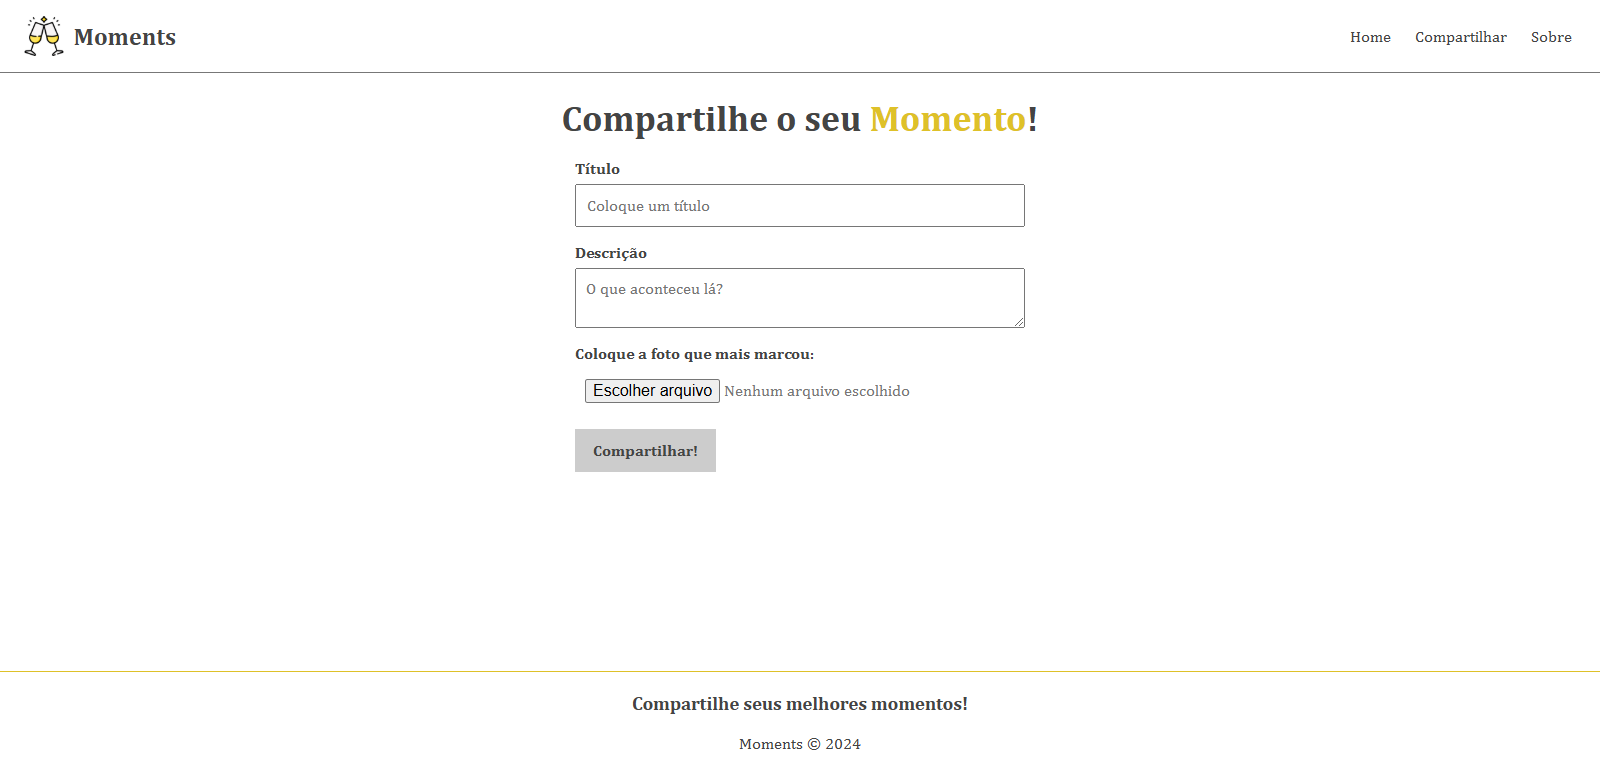 Moments
Home Compartilhar Sobre
Compartilhe o seu Momento!
Título
Coloque um título
Descrição
O que aconteceu lá?
Coloque a foto que mais marcou:
Escolher arquivo Nenhum arquivo escolhido
Compartilhar!
Compartilhe seus melhores momentos!
Moments © 2024